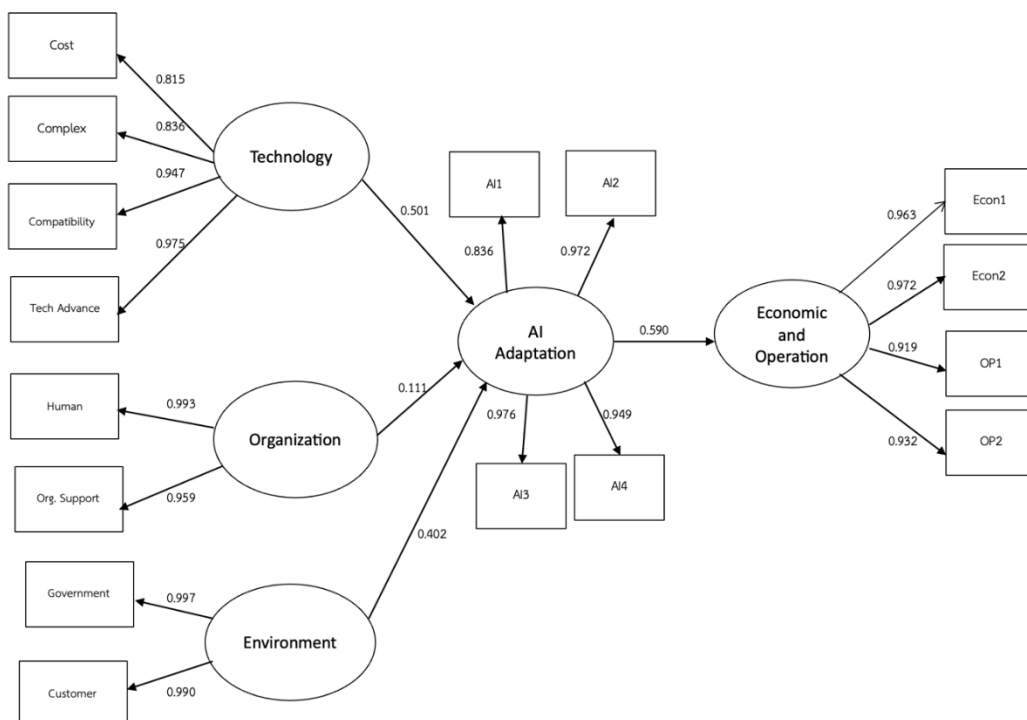 Cost
0.815
Complex
0.836
Technology
0.947
Compatibility
0.975
Tech Advance
0.501
AI1
AI2
0.836
0.972
AI
Adaptation
0.590
Economic
and
Operation
0.963
Econ1
0.972
Econ2
0.919
OP1
0.932
OP2
Human
0.993
Organization
0.111
0.976
0.949
AI3
AI4
Org. Support
0.959
0.402
Government
0.997
Environment
Customer
0.990